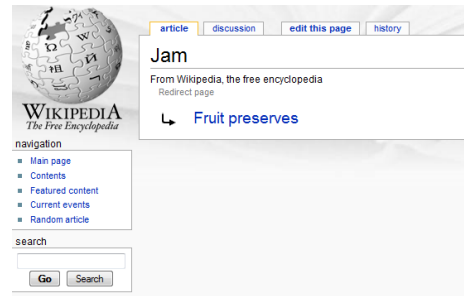 article
discussion
edit this page
history
Jam
From Wikipedia, the free encyclopedia
Redirect page
Fruit preserves
WIKIPEDIA
The Free Encyclopedia
navigation
Main page
Contents
Featured content
Current events
Random article
search
Go
Search